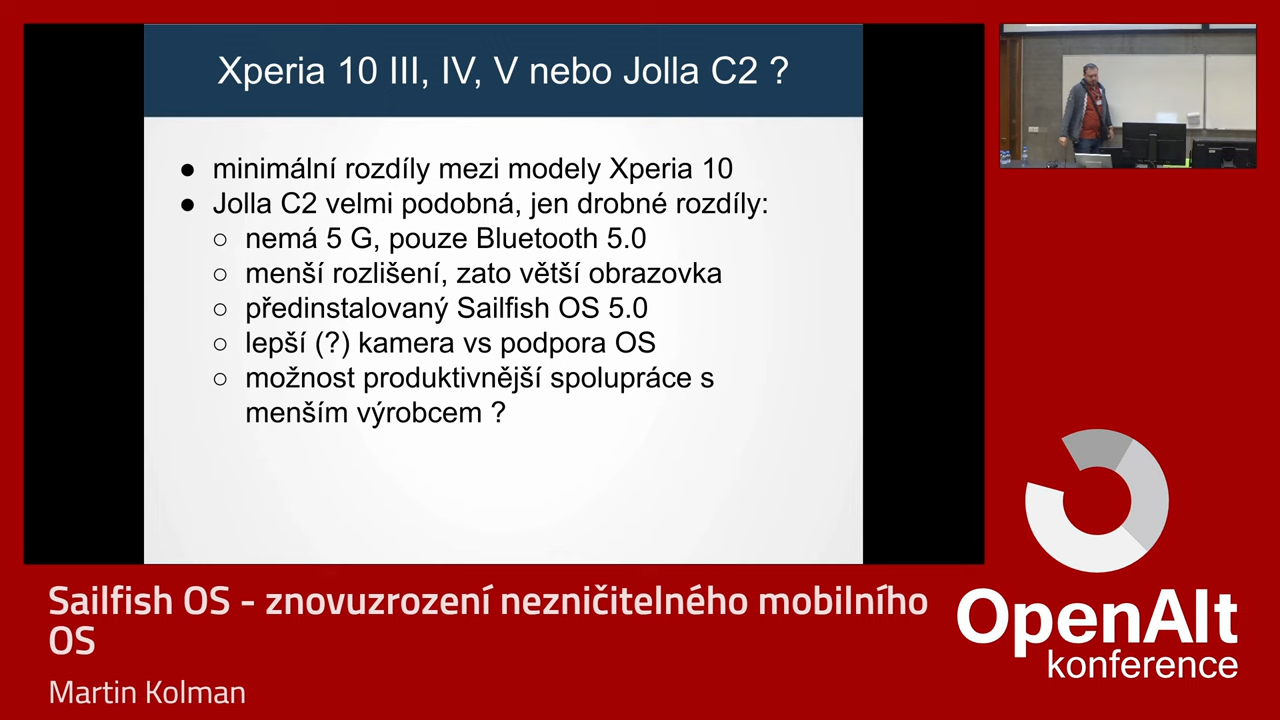 Xperia 10 III, IV, V nebo Jolla C2 ?
● minimální rozdíly mezi modely Xperia 10
● Jolla C2 velmi podobná, jen drobné rozdíly:
○ nemá 5 G, pouze Bluetooth 5.0
○ menší rozlišení, zato větší obrazovka
○ předinstalovaný Sailfish OS 5.0
○ lepší (?) kamera vs podpora OS
○ možnost produktivnější spolupráce s
menším výrobcem ?
Sailfish OS - znovuzrození nezničitelného mobilního
OS
Martin Kolman
OpenAlt
konference